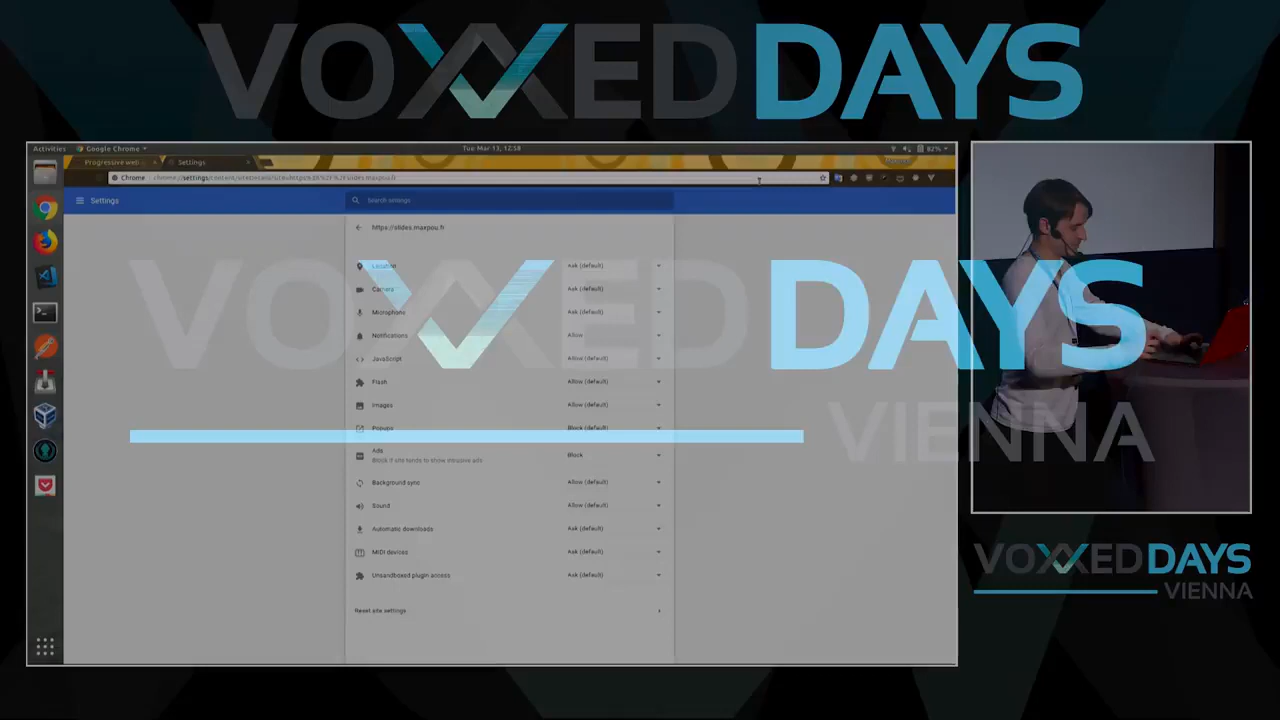 VOXXED DAYS
Activities Google Chrome Tue Mar 13, 12:58 82%
Settings
Chrome
Settings Search settings
https://slides.maxpou.fr
Location Ask (default)
VOXXED DAYS
Camera Ask (default)
Microphone Ask (default)
Notifications Allow
JavaScript Allow (default)
Flash Allow (default)
Images Allow (default)
Popups Block (default)
VIENNA
Ads Block
Block if site tends to show intrusive ads
Background sync Allow (default)
Sound Allow (default)
Automatic downloads Ask (default)
MIDI devices Ask (default)
Unsandboxed plugin access Ask (default)
Reset site settings
VOXXED DAYS
VIENNA